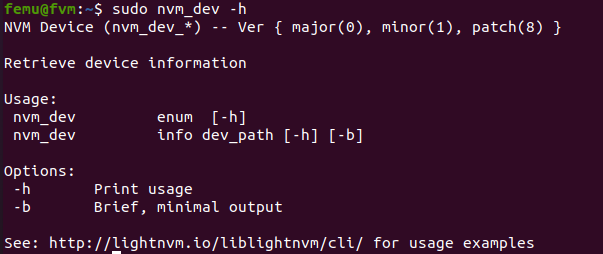 femu@fvm:~$ sudo nvm_dev -h
NVM Device (nvm_dev_*) -- Ver { major(0), minor(1), patch(8) }
Retrieve device information
Usage:
nvm_dev enum [-h]
nvm_dev info dev_path [-h] [-b]
Options:
-h Print usage
-b Brief, minimal output
See: http://lightnvm.io/liblightnvm/cli/ for usage examples